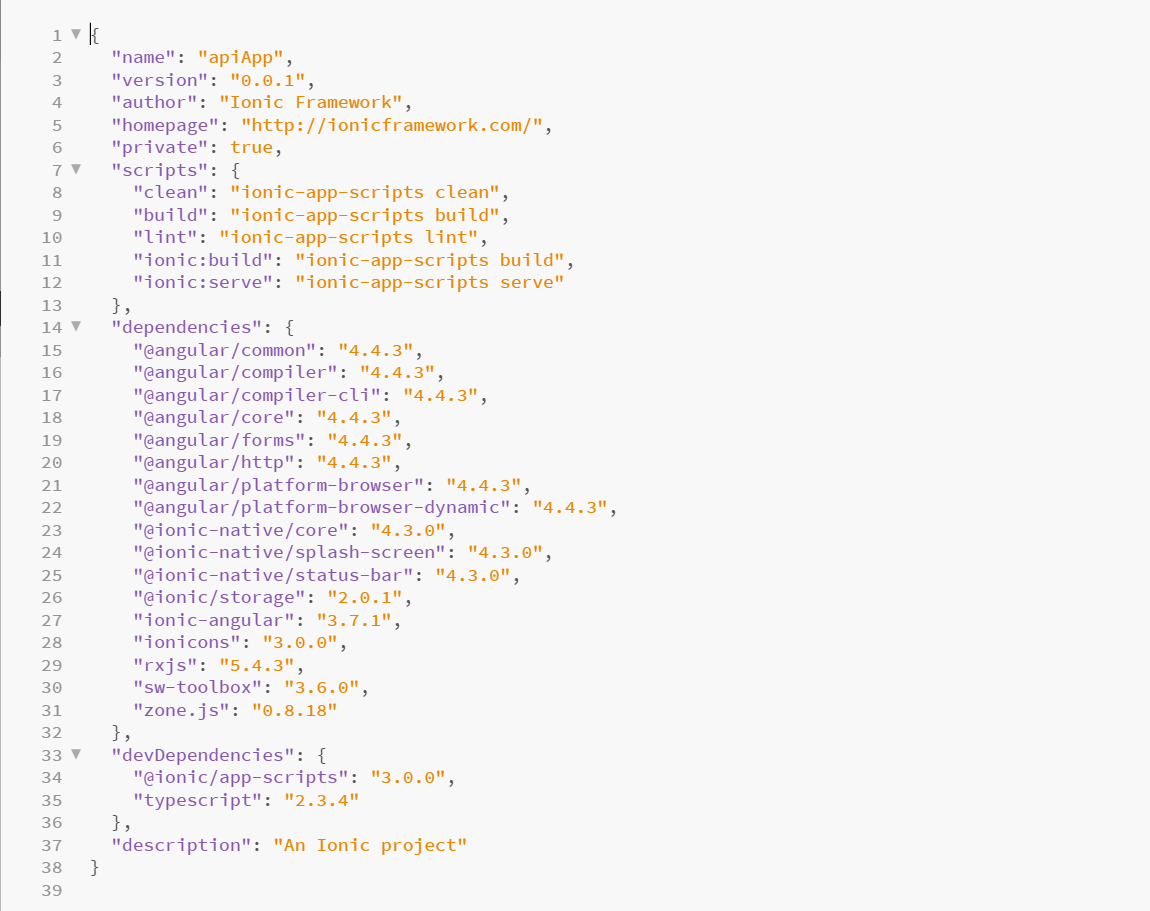 1 {
2   "name": "apiApp",
3   "version": "0.0.1",
4   "author": "Ionic Framework",
5   "homepage": "http://ionicframework.com/",
6   "private": true,
7   "scripts": {
8     "clean": "ionic-app-scripts clean",
9     "build": "ionic-app-scripts build",
10     "lint": "ionic-app-scripts lint",
11     "ionic:build": "ionic-app-scripts build",
12     "ionic:serve": "ionic-app-scripts serve"
13   },
14   "dependencies": {
15     "@angular/common": "4.4.3",
16     "@angular/compiler": "4.4.3",
17     "@angular/compiler-cli": "4.4.3",
18     "@angular/core": "4.4.3",
19     "@angular/forms": "4.4.3",
20     "@angular/http": "4.4.3",
21     "@angular/platform-browser": "4.4.3",
22     "@angular/platform-browser-dynamic": "4.4.3",
23     "@ionic-native/core": "4.3.0",
24     "@ionic-native/splash-screen": "4.3.0",
25     "@ionic-native/status-bar": "4.3.0",
26     "@ionic/storage": "2.0.1",
27     "ionic-angular": "3.7.1",
28     "ionicons": "3.0.0",
29     "rxjs": "5.4.3",
30     "sw-toolbox": "3.6.0",
31     "zone.js": "0.8.18"
32   },
33   "devDependencies": {
34     "@ionic/app-scripts": "3.0.0",
35     "typescript": "2.3.4"
36   },
37   "description": "An Ionic project"
38 }
39